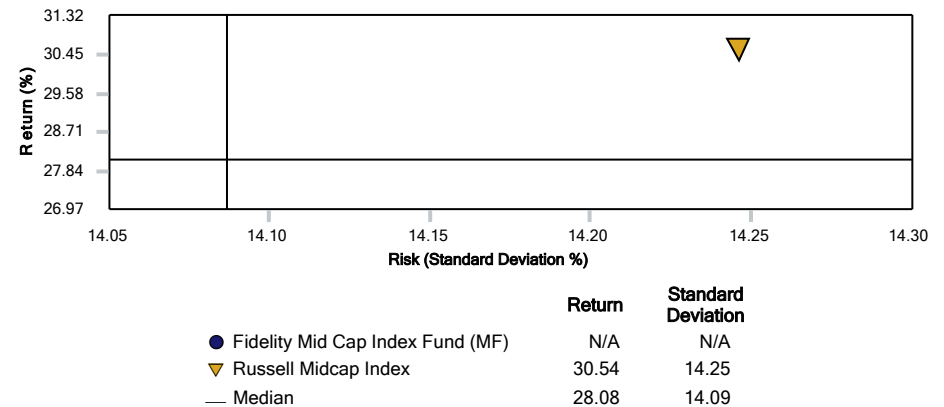 31.32
30.45
29.58
28.71
27.84
26.97
Return (%)
14.05 14.10 14.15 14.20 14.25 14.30
Risk (Standard Deviation %)
Return Standard Deviation
Fidelity Mid Cap Index Fund (MF) N/A N/A
Russell Midcap Index 30.54 14.25
Median 28.08 14.09